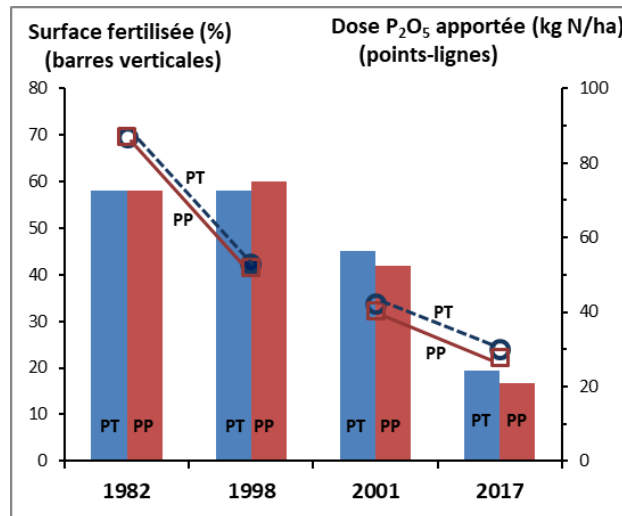 Surface fertilisée (%)
(barres verticales)
Dose P₂O₅ apportée (kg N/ha)
(points-lignes)
80
70
60
50
40
30
20
10
0
100
80
60
40
20
0
PT
PP
PT
PP
PT PP
PT PP
PT PP
PT PP
1982
1998
2001
2017